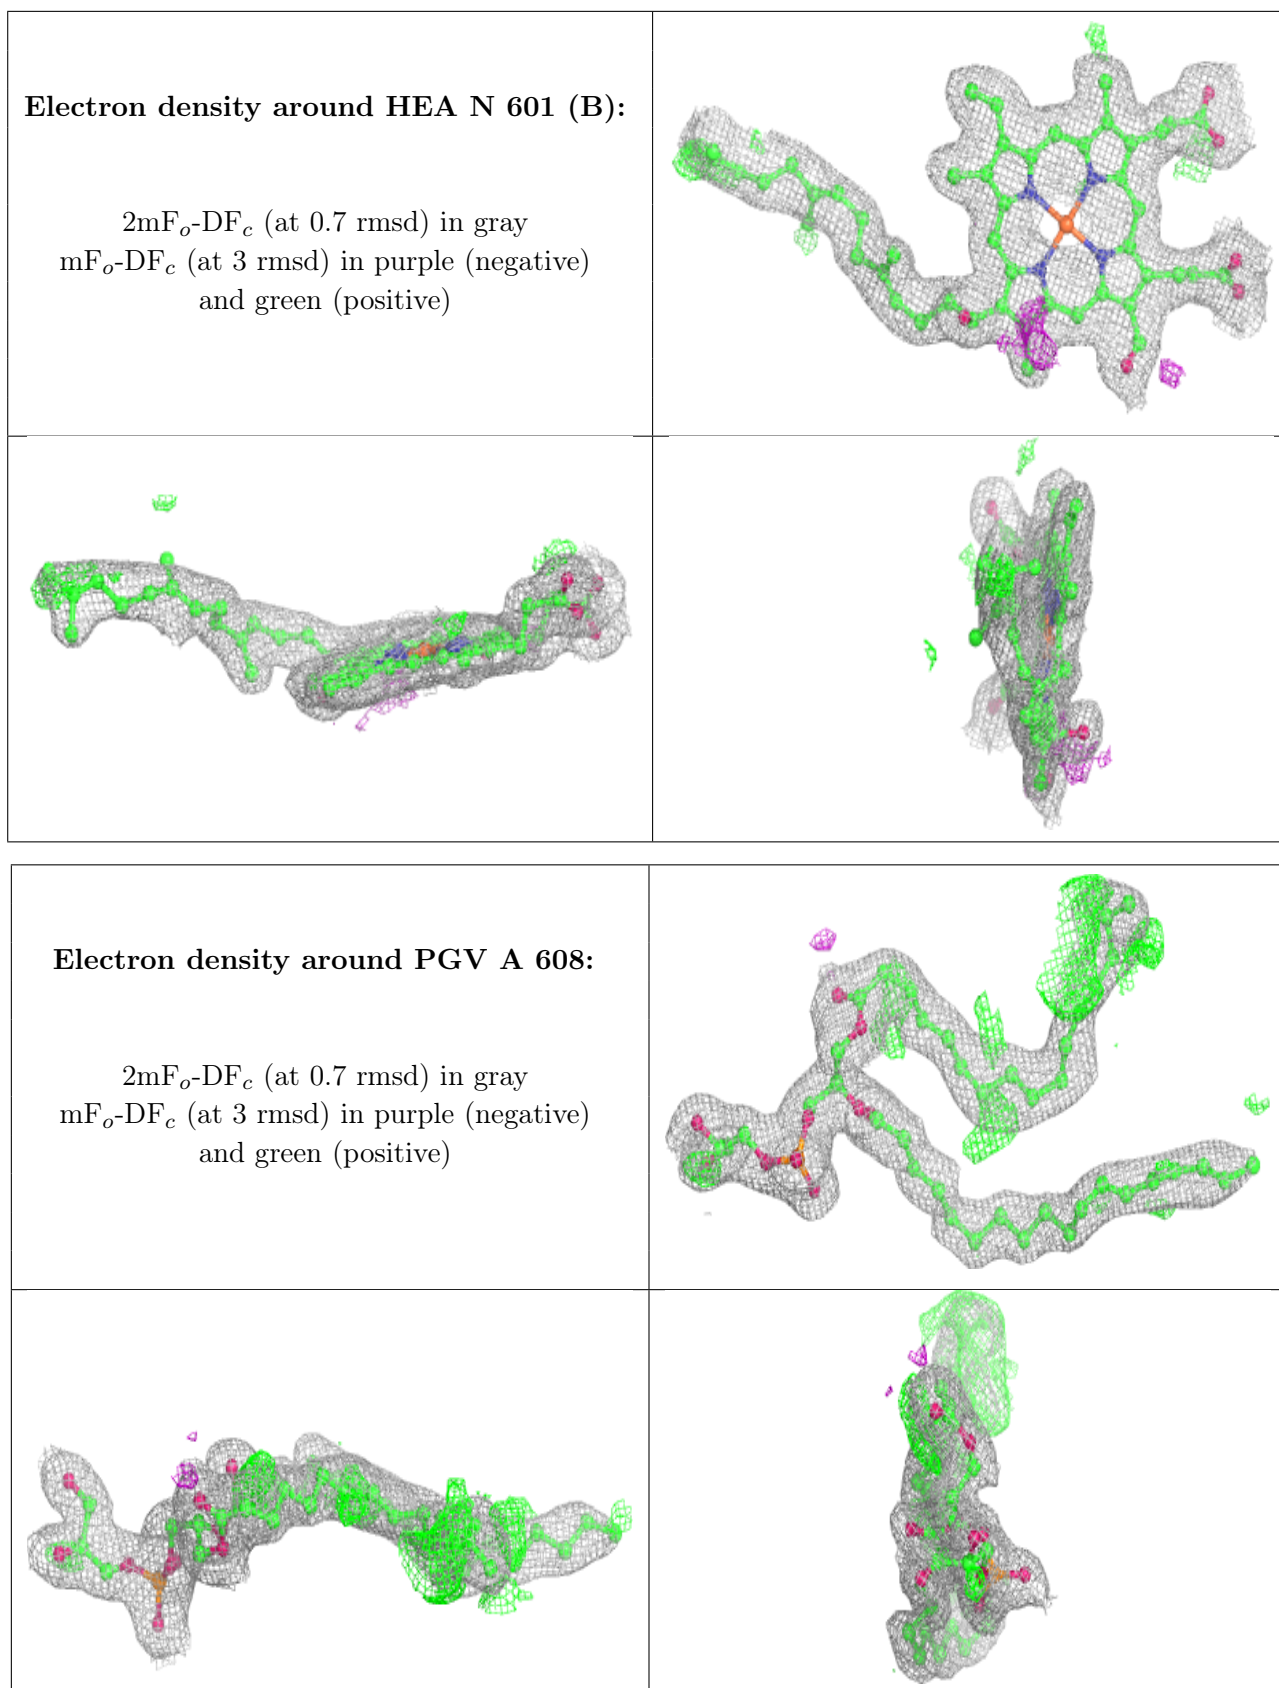 Electron density around HEA N 601 (B):
2mFo-DFc (at 0.7 rmsd) in gray
mFo-DFc (at 3 rmsd) in purple (negative)
and green (positive)
Electron density around PGV A 608:
2mFo-DFc (at 0.7 rmsd) in gray
mFo-DFc (at 3 rmsd) in purple (negative)
and green (positive)